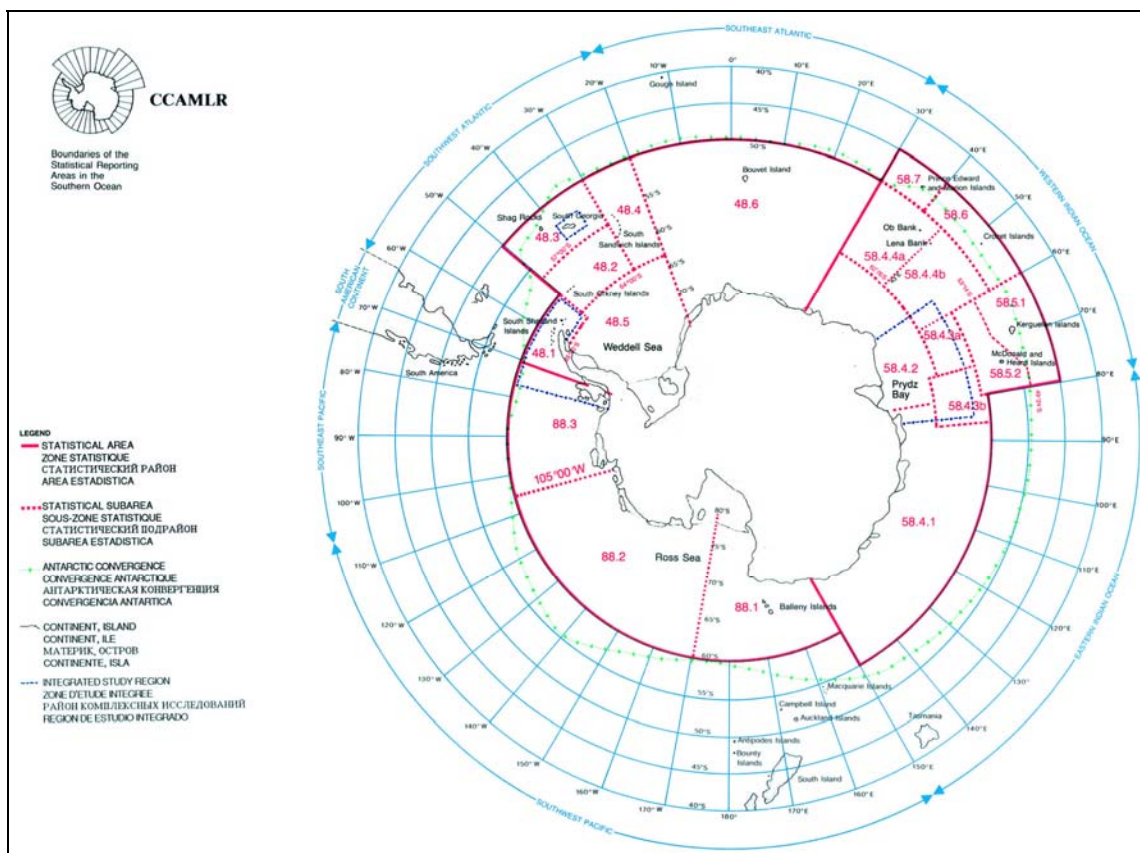 CCAMLR
Boundaries of the
Statistical Reporting
Areas in the
Southern Ocean
SOUTHEAST ATLANTIC
SOUTHWEST ATLANTIC
WESTERN INDIAN OCEAN
EASTERN INDIAN OCEAN
SOUTHWEST PACIFIC
SOUTHEAST PACIFIC
SOUTH
AMERICAN
CONTINENT
10°W
0°
10°E
20°W
20°E
30°W
30°E
40°W
40°E
50°W
50°E
60°W
60°E
70°W
70°E
80°W
80°E
90°W
90°E
100°W
100°E
110°W
110°E
120°W
120°E
130°W
130°
140°W
140°E
150°W
150°E
160°W
160°E
170°W
170°E
180°
40°S
45°S
50°S
55°S
60°S
65°S
70°S
Gough Island
Bouvet Island
48.6
48.4
South
Sandwich Islands
Shag Rocks
South Georgia
48.3
57°00'S
48.2
64°00'S
South Orkney Islands
48.5
Weddell Sea
South Shetland
Islands
48.1
South America
88.3
105°00'W
88.2
Ross Sea
80°S
75°S
70°S
65°S
60°S
55°S
50°S
45°S
40°S
88.1
Balleny Islands
58.7
Prince Edward
and Marion Islands
58.6
Crozet Islands
Ob Bank
Lena Bank
58.4.4a
58.4.4b
58.5.1
Kerguelen Islands
McDonald and
Heard Islands
58.5.2
58.4.3a
58.4.2
Prydz
Bay
58.4.3b
58.4.1
Macquarie Islands
Campbell Island
Auckland Islands
Antipodes Islands
Bounty
Islands
South Island
Tasmania
LEGEND
STATISTICAL AREA
ZONE STATISTIQUE
СТАТИСТИЧЕСКИЙ РАЙОН
AREA ESTADISTICA
STATISTICAL SUBAREA
SOUS-ZONE STATISTIQUE
СТАТИСТИЧЕСКИЙ ПОДРАЙОН
SUBAREA ESTADISTICA
ANTARCTIC CONVERGENCE
CONVERGENCE ANTARCTIQUE
АНТАРКТИЧЕСКАЯ КОНВЕРГЕНЦИЯ
CONVERGENCIA ANTARTICA
CONTINENT, ISLAND
CONTINENT, ILE
МАТЕРИК, ОСТРОВ
CONTINENTE, ISLA
INTEGRATED STUDY REGION
ZONE D'ETUDE INTEGREE
РАЙОН КОМПЛЕКСНЫХ ИССЛЕДОВАНИЙ
REGION DE ESTUDIO INTEGRADO